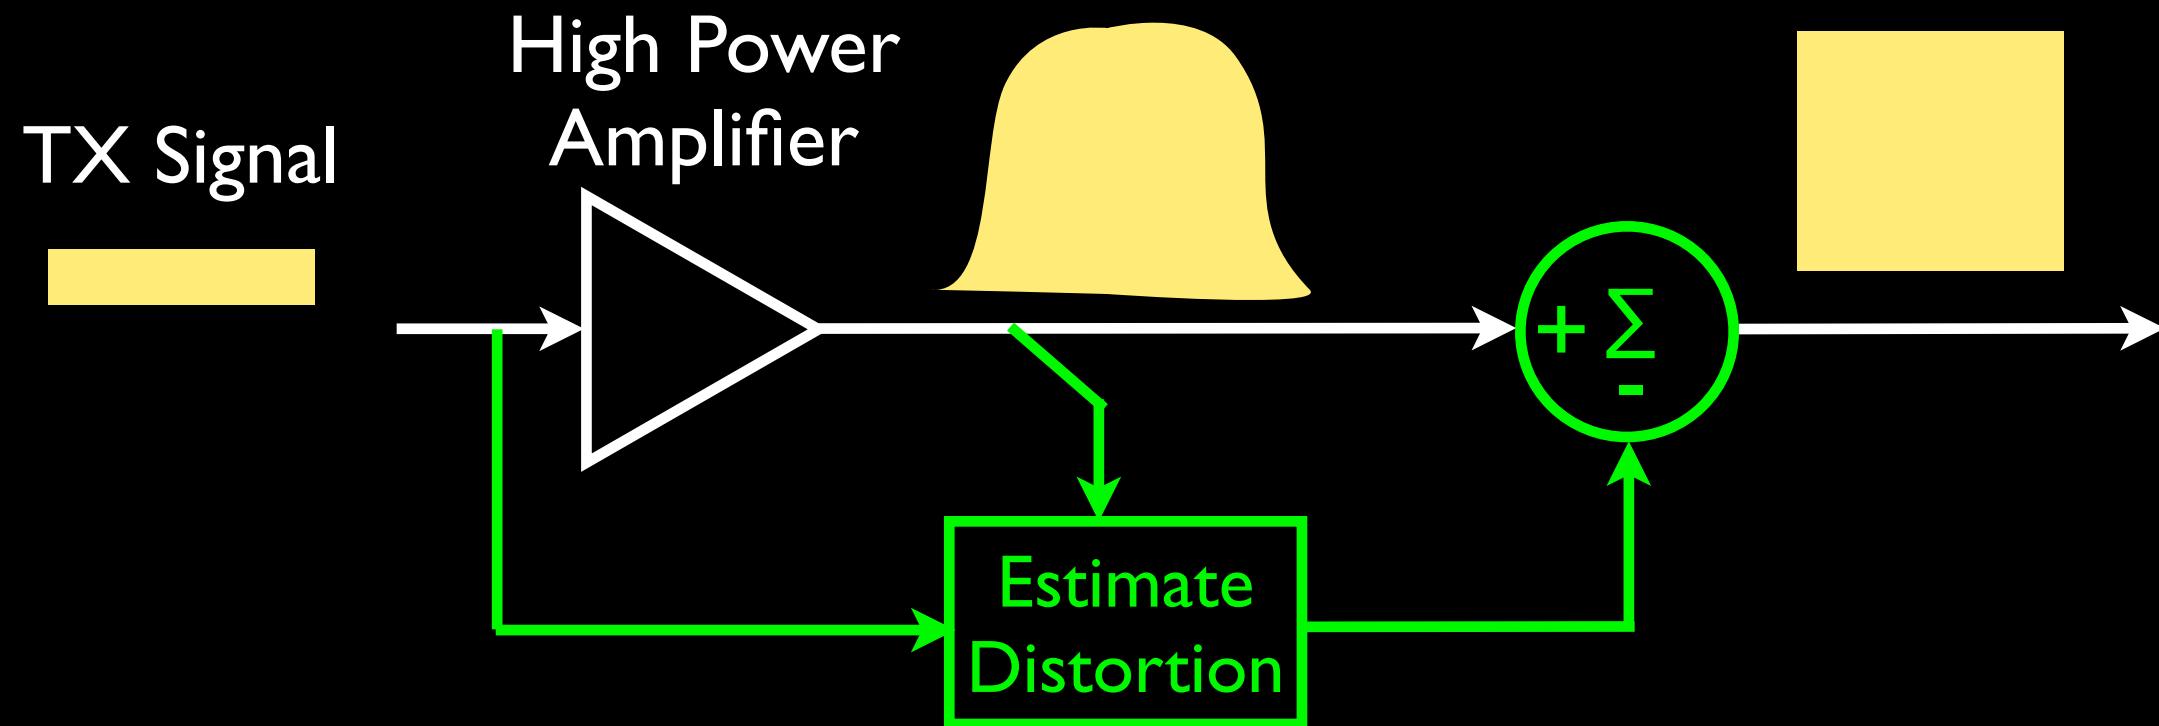 High Power
Amplifier
TX Signal
+ Σ
-
Estimate
Distortion